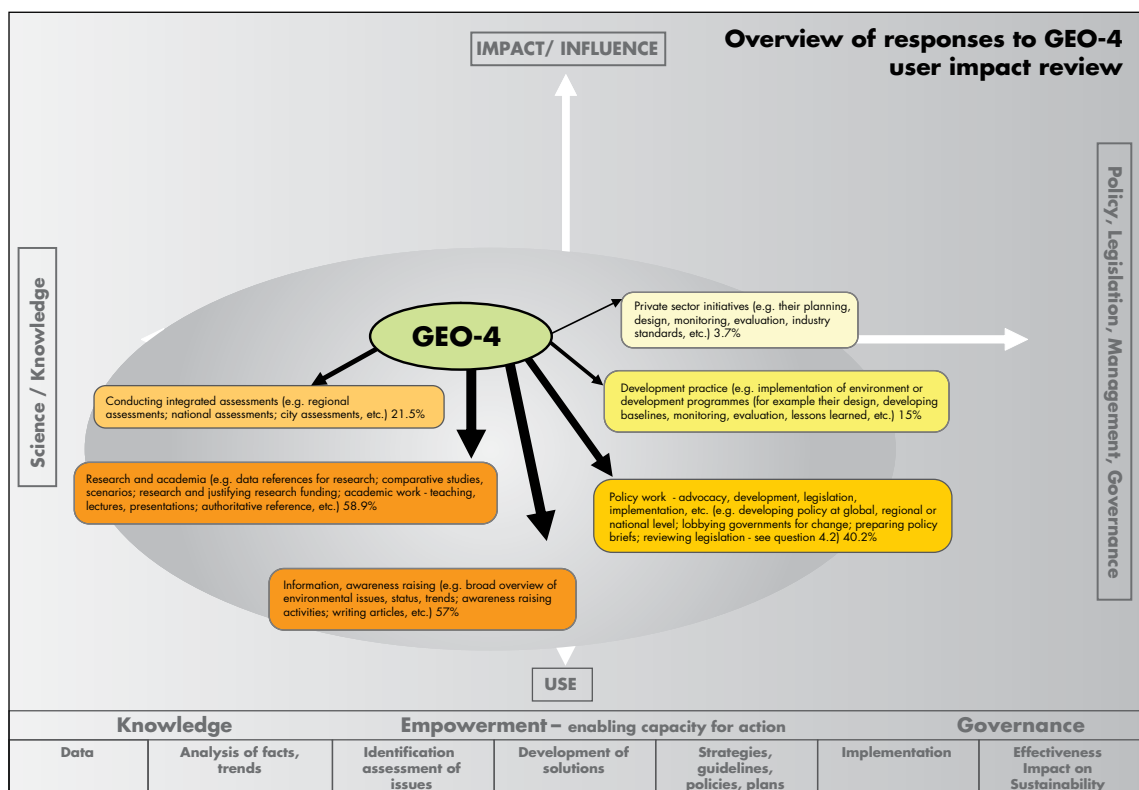 Overview of responses to GEO-4
user impact review
IMPACT/ INFLUENCE
Science / Knowledge
Policy, Legislation, Management, Governance
GEO-4
Private sector initiatives (e.g. their planning,
design, monitoring, evaluation, industry
standards, etc.) 3.7%
Development practice (e.g. implementation of environment or
development programmes (for example their design, developing
baselines, monitoring, evaluation, lessons learned, etc.) 15%
Conducting integrated assessments (e.g. regional
assessments; national assessments; city assessments, etc.) 21.5%
Research and academia (e.g. data references for research; comparative studies,
scenarios; research and justifying research funding; academic work - teaching,
lectures, presentations; authoritative reference, etc.) 58.9%
Policy work - advocacy, development, legislation,
implementation, etc. (e.g. developing policy at global, regional or
national level; lobbying governments for change; preparing policy
briefs; reviewing legislation - see question 4.2) 40.2%
Information, awareness raising (e.g. broad overview of
environmental issues, status, trends; awareness raising
activities; writing articles, etc.) 57%
USE
Knowledge
Empowerment – enabling capacity for action
Governance
Data
Analysis of facts,
trends
Identification
assessment of
issues
Development of
solutions
Strategies,
guidelines,
policies, plans
Implementation
Effectiveness
Impact on
Sustainability